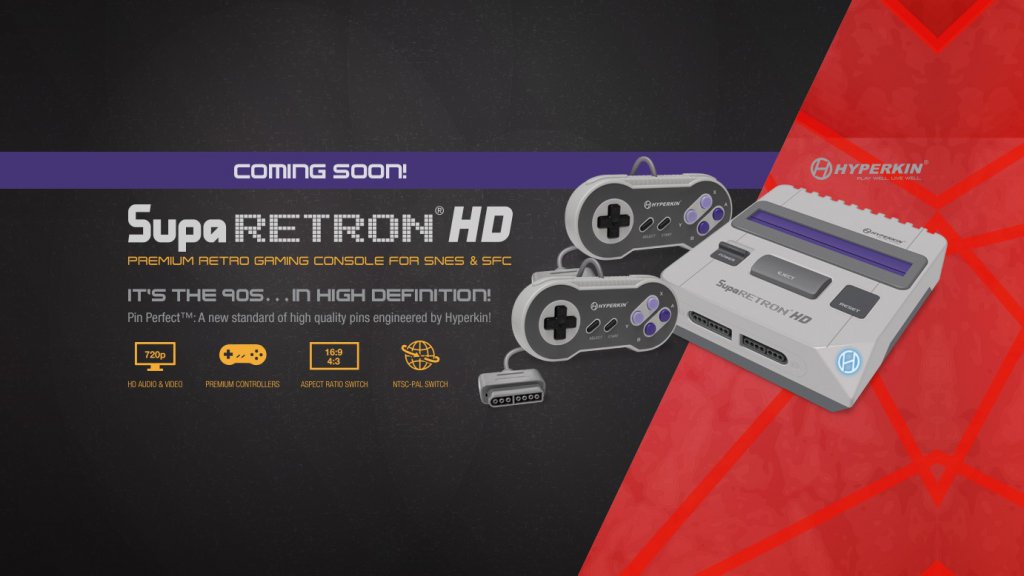 COMING SOON!
HYPERKIN®
PLAY WELL. LIVE WELL.
Supa RETRON® HD
PREMIUM RETRO GAMING CONSOLE FOR SNES & SFC
IT'S THE 90S...IN HIGH DEFINITION!
Pin Perfect™: A new standard of high quality pins engineered by Hyperkin!
720p
16:9
4:3
HD AUDIO & VIDEO
PREMIUM CONTROLLERS
ASPECT RATIO SWITCH
NTSC-PAL SWITCH
HYPERKIN
SELECT START
X
Y
B
HYPERKIN
SELECT START
X
Y
A
B
HYPERKIN
POWER
EJECT
RESET
SupaRETRON HD